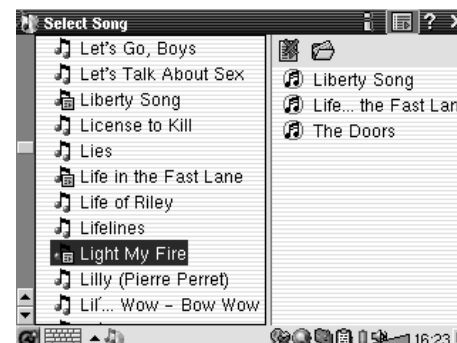 Select Song
?
Let's Go, Boys
Let's Talk About Sex
Liberty Song
License to Kill
Lies
Life in the Fast Lane
Life of Riley
Lifelines
Light My Fire
Lilly (Pierre Perret)
Lil'... Wow - Bow Wow
Liberty Song
Life... the Fast Lan
The Doors
16:23